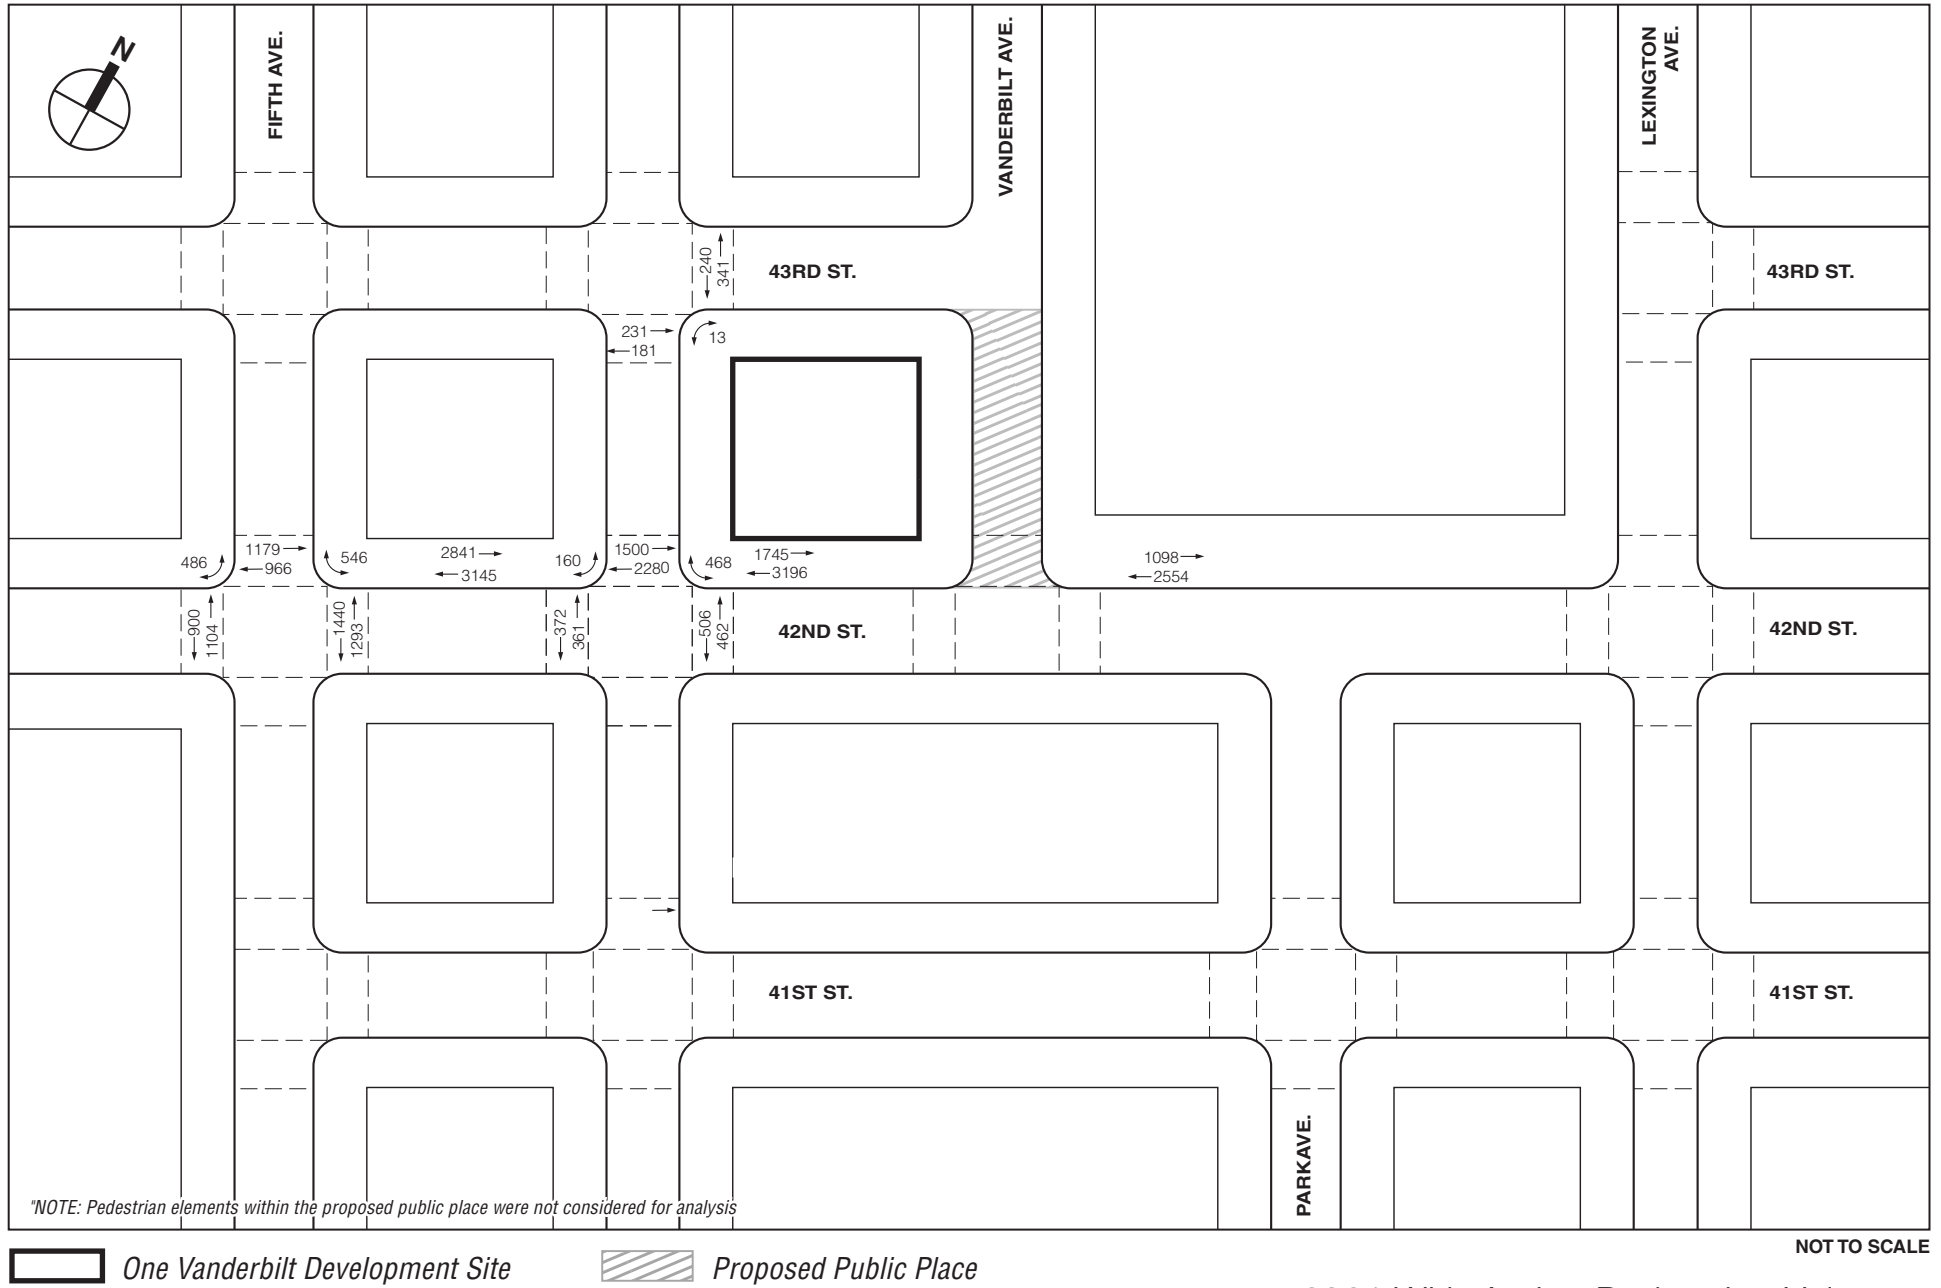 N
FIFTH AVE.
VANDERBILT AVE.
LEXINGTON
AVE.
240
341
43RD ST.
43RD ST.
231
181
13
486
1179
966
546
2841
3145
160
1500
2280
468
1745
3196
1098
2554
900
1104
1440
1293
372
361
506
462
42ND ST.
42ND ST.
41ST ST.
41ST ST.
PARKAVE.
"NOTE: Pedestrian elements within the proposed public place were not considered for analysis
NOT TO SCALE
One Vanderbilt Development Site
Proposed Public Place